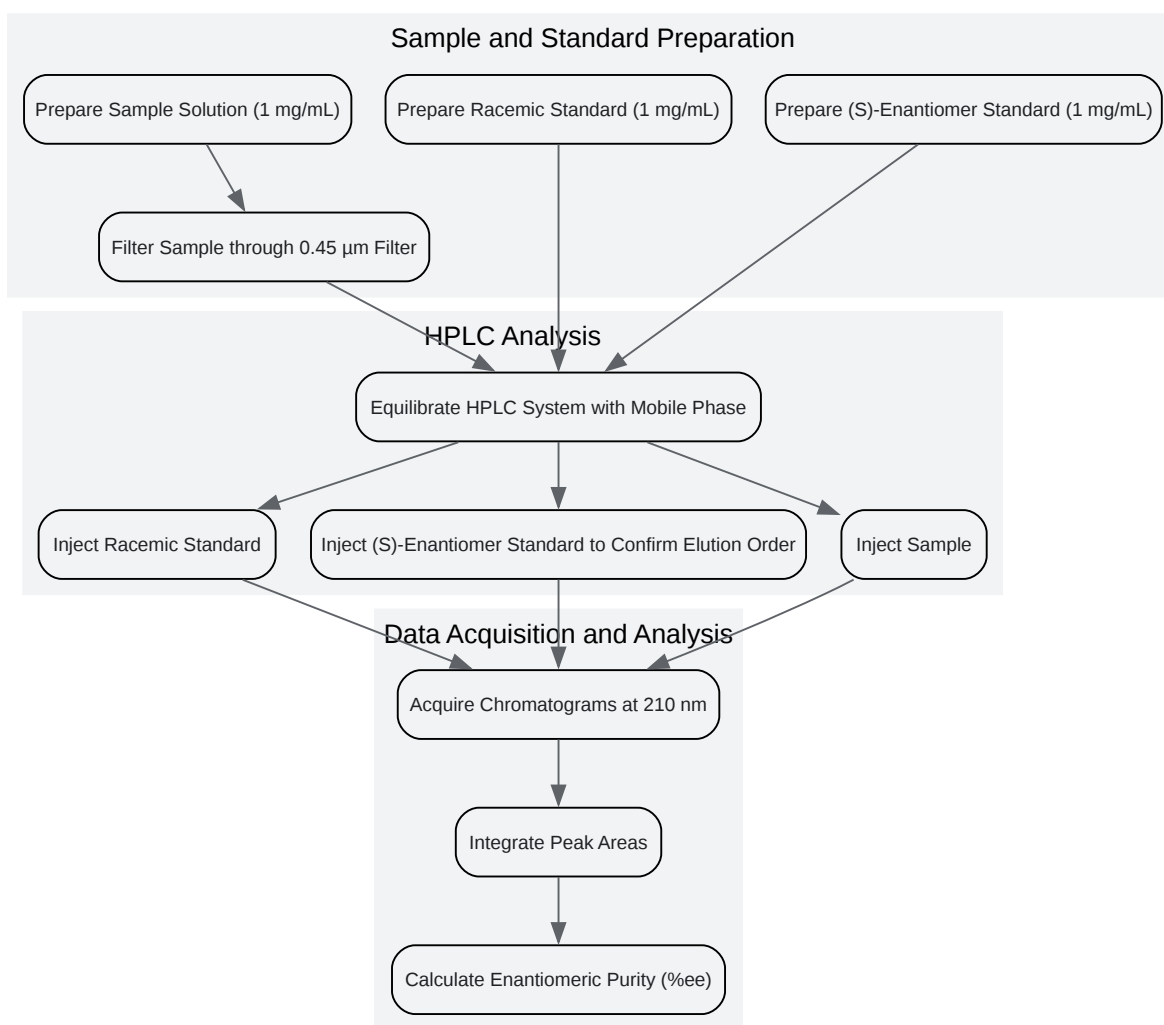 Sample and Standard Preparation
Prepare Sample Solution (1 mg/mL)
Prepare Racemic Standard (1 mg/mL)
Prepare (S)-Enantiomer Standard (1 mg/mL)
Filter Sample through 0.45 µm Filter
HPLC Analysis
Equilibrate HPLC System with Mobile Phase
Inject Racemic Standard
Inject (S)-Enantiomer Standard to Confirm Elution Order
Inject Sample
Data Acquisition and Analysis
Acquire Chromatograms at 210 nm
Integrate Peak Areas
Calculate Enantiomeric Purity (%ee)